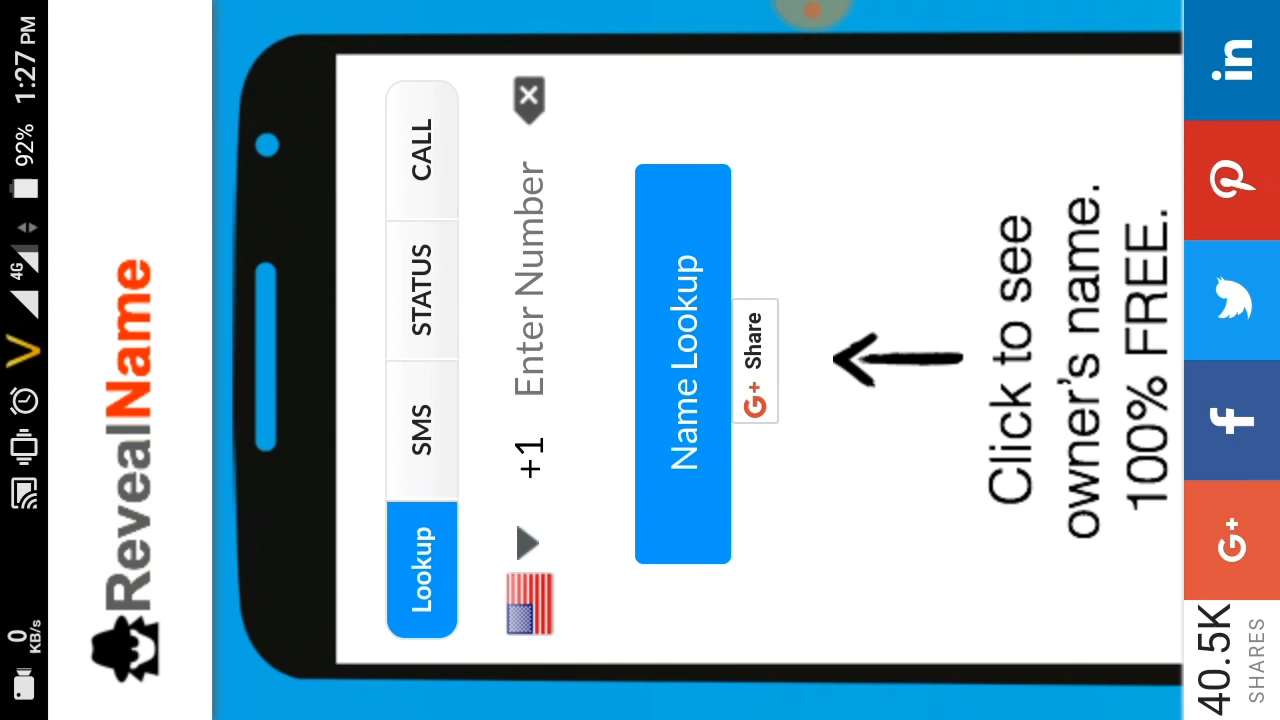 0 KB/s 4G 92% 1:27 PM
RevealName
Lookup SMS STATUS CALL
+1 Enter Number
Name Lookup
G+ Share
Click to see
owner's name.
100% FREE.
40.5K
SHARES
G+ f in